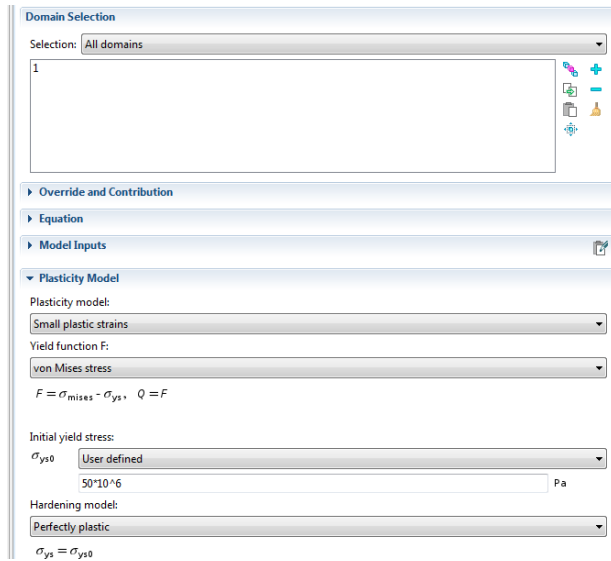 Domain Selection
Selection: All domains
1
Override and Contribution
Equation
Model Inputs
Plasticity Model
Plasticity model:
Small plastic strains
Yield function F:
von Mises stress
F = σmises - σys, Q = F
Initial yield stress:
σys0 User defined
50*10^6 Pa
Hardening model:
Perfectly plastic
σys = σys0